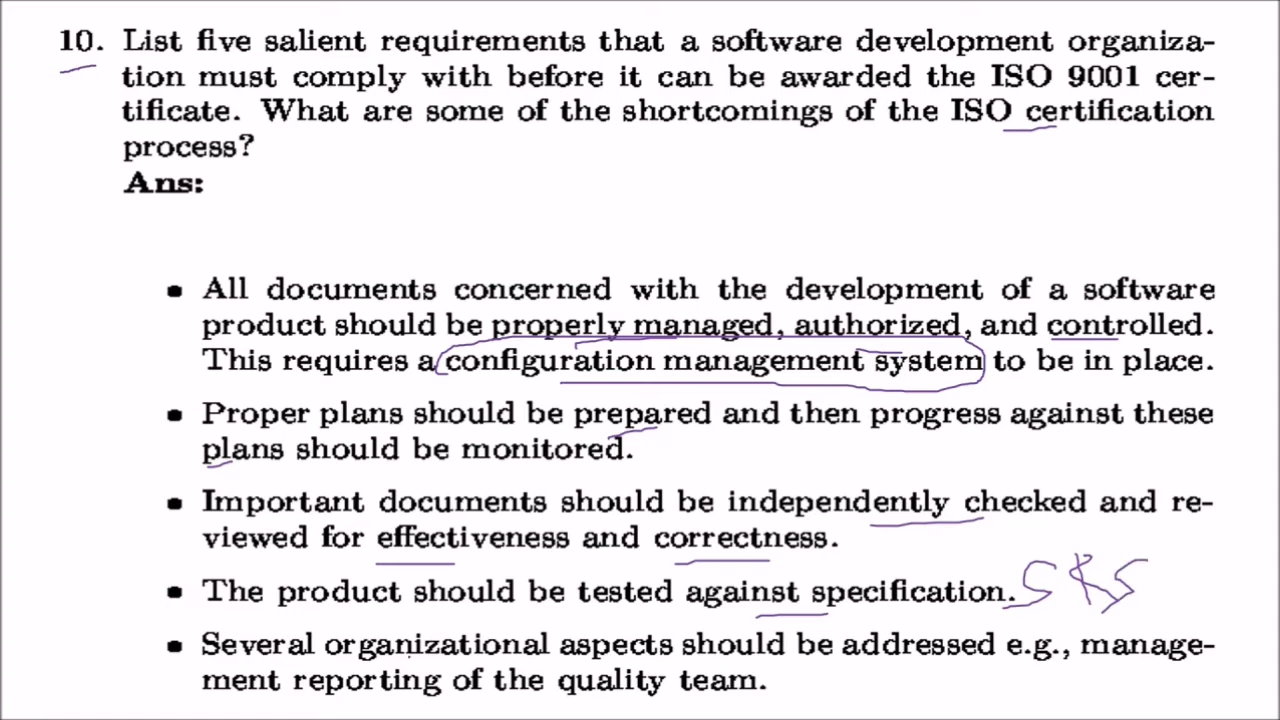 10. List five salient requirements that a software development organiza-
tion must comply with before it can be awarded the ISO 9001 cer-
tificate. What are some of the shortcomings of the ISO certification
process?
Ans:
• All documents concerned with the development of a software
product should be properly managed, authorized, and controlled.
This requires a configuration management system to be in place.
• Proper plans should be prepared and then progress against these
plans should be monitored.
• Important documents should be independently checked and re-
viewed for effectiveness and correctness.
• The product should be tested against specification. SRS
• Several organizational aspects should be addressed e.g., manage-
ment reporting of the quality team.